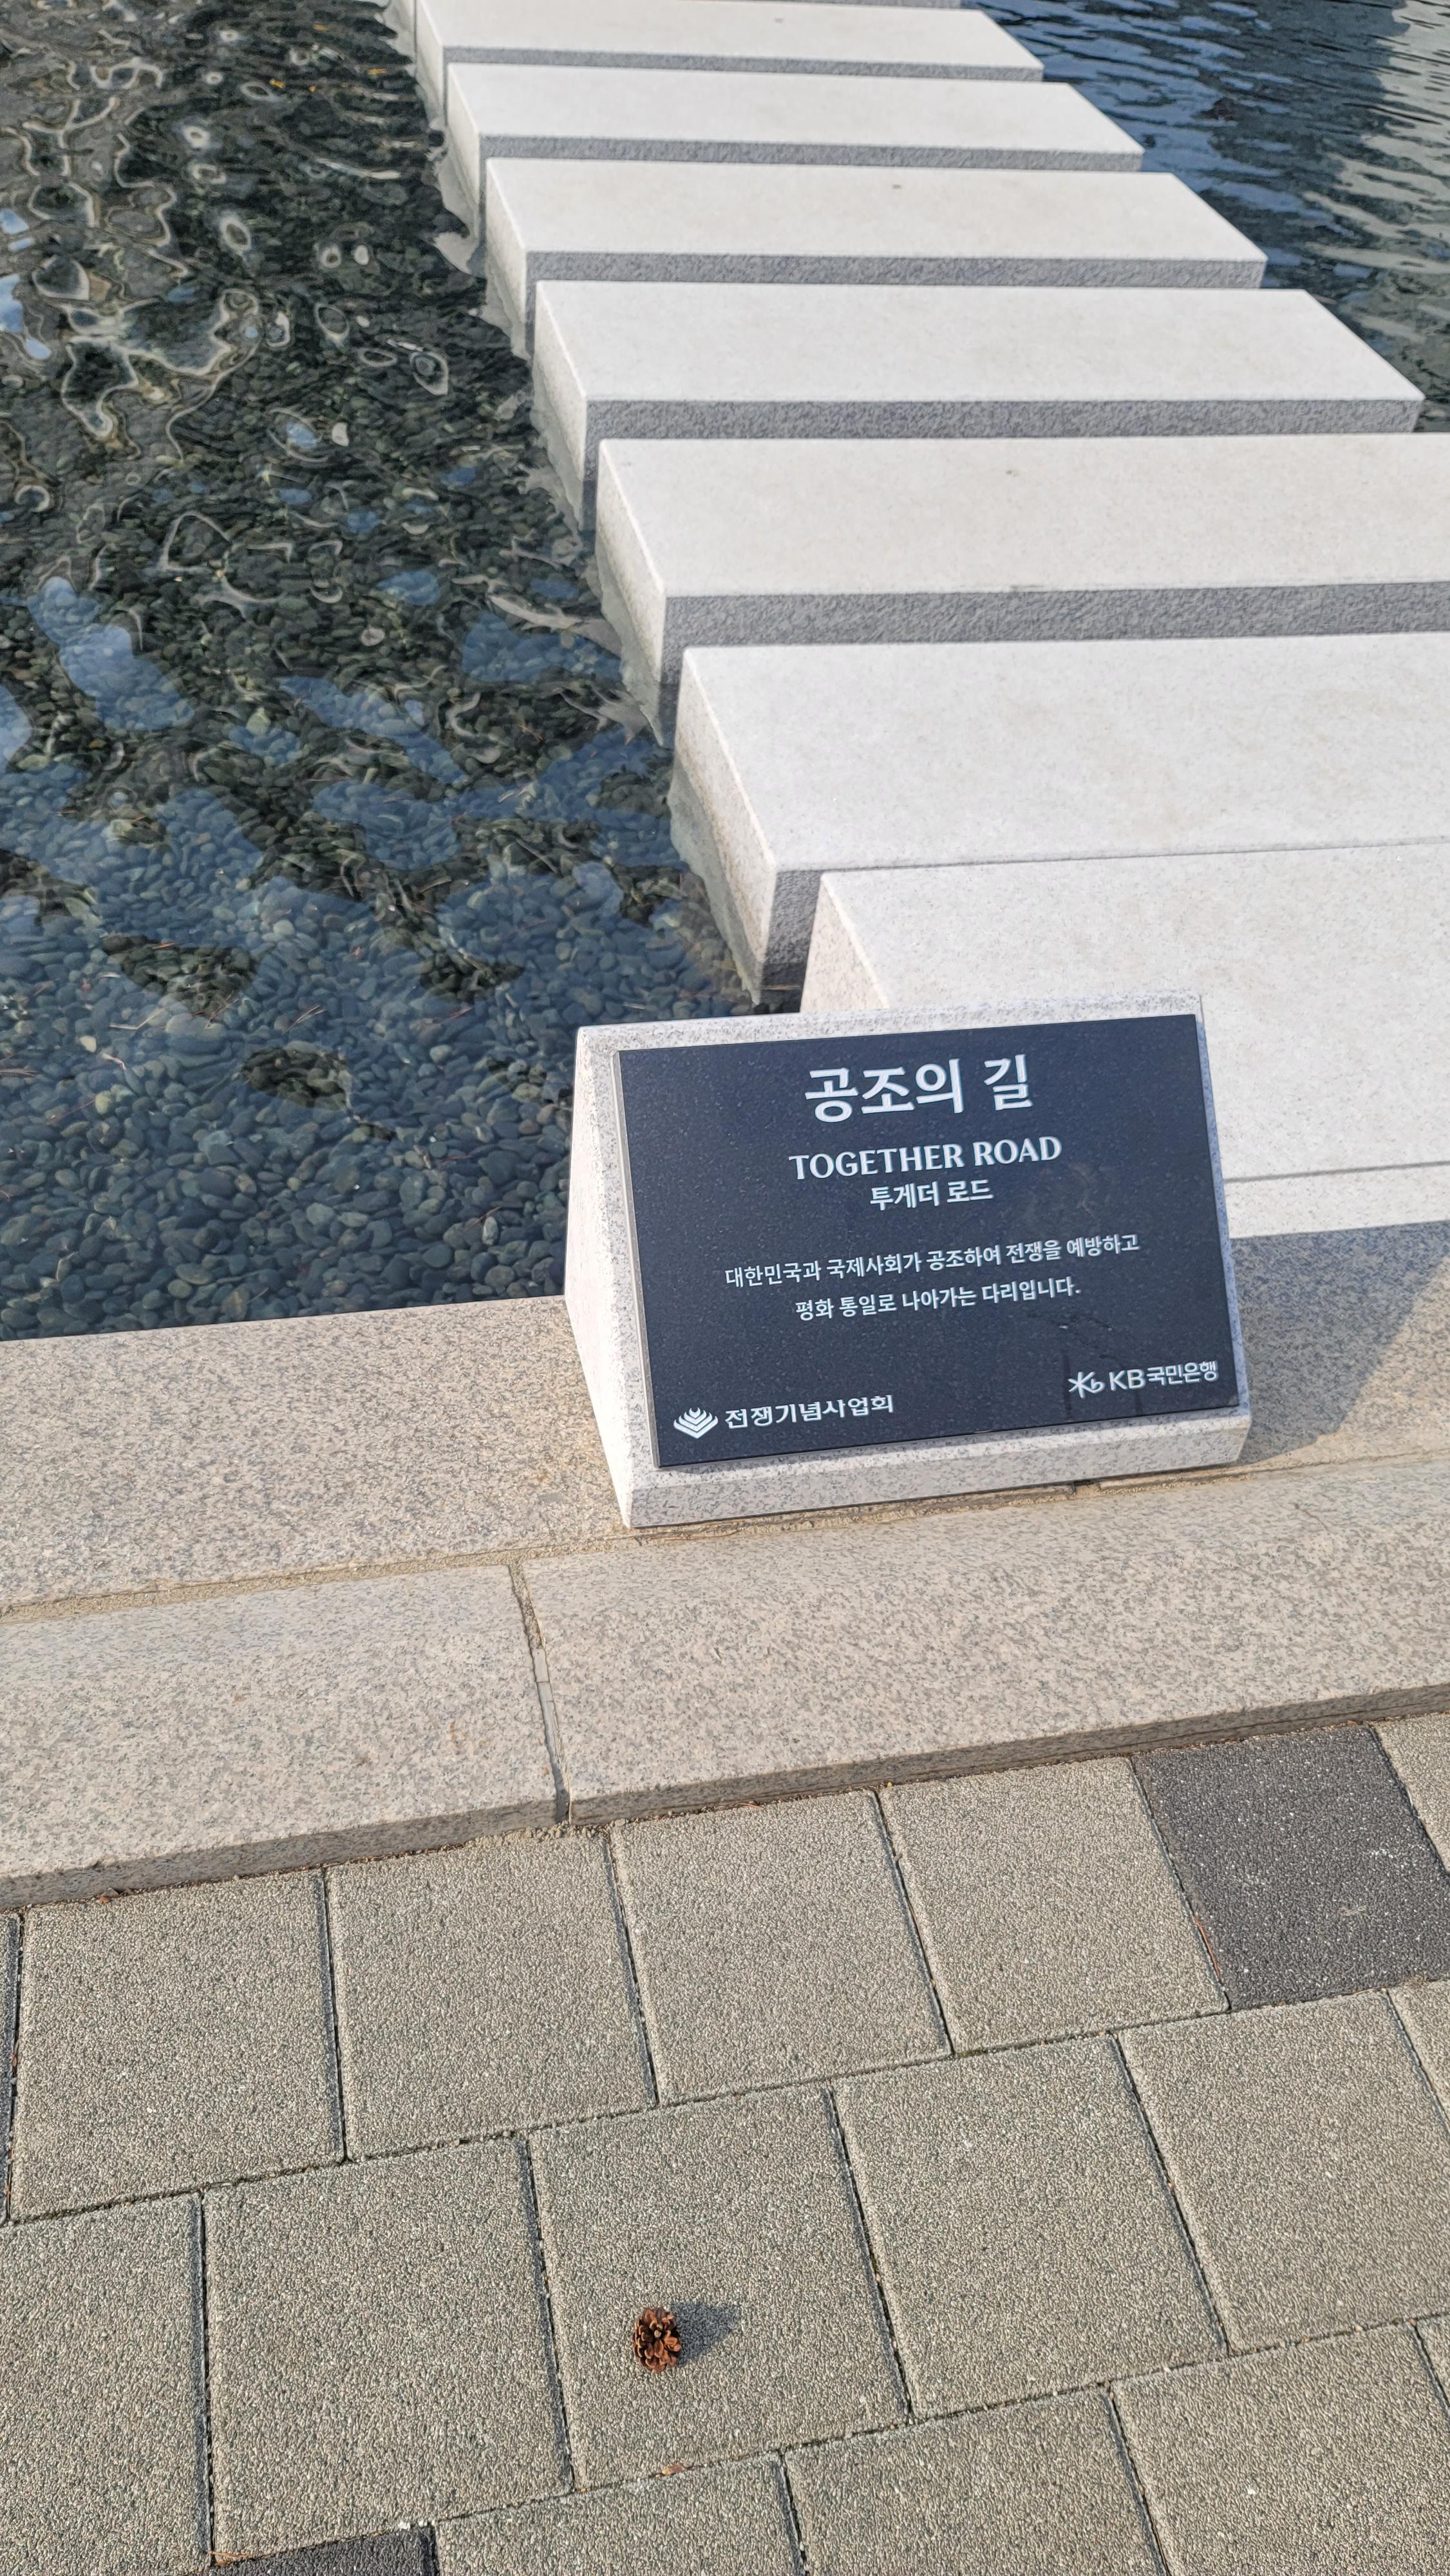 공조의 길
TOGETHER ROAD
투게더 로드
대한민국과 국제사회가 공조하여 전쟁을 예방하고
평화 통일로 나아가는 다리입니다.
전쟁기념사업회
KB국민은행